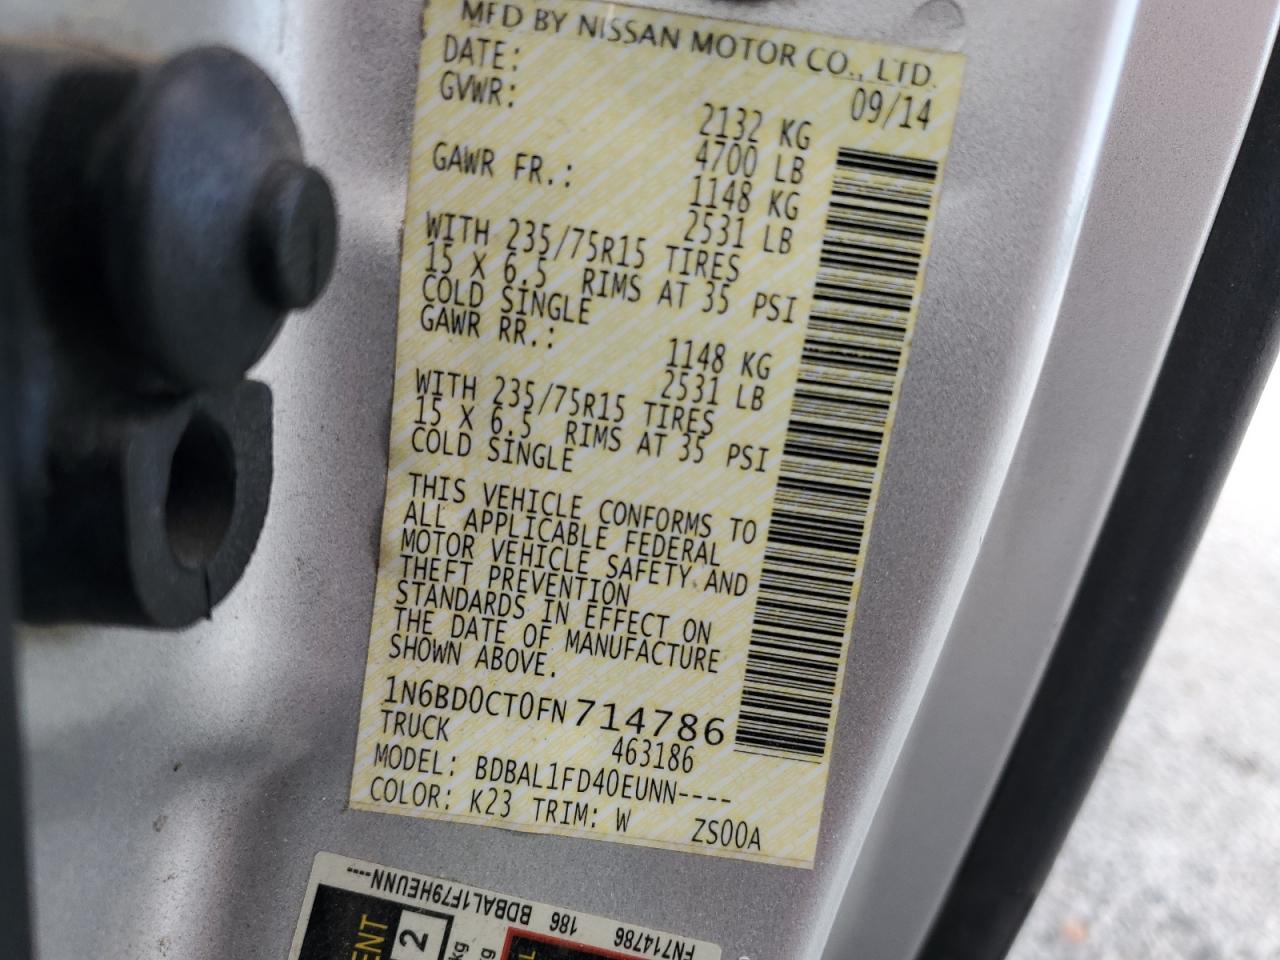 MFD BY NISSAN MOTOR CO., LTD.
DATE: 09/14
GVWR: 2132 KG
4700 LB
GAWR FR.: 1148 KG
2531 LB
WITH 235/75R15 TIRES
15 X 6.5 RIMS AT 35 PSI
COLD SINGLE
GAWR RR.: 1148 KG
2531 LB
WITH 235/75R15 TIRES
15 X 6.5 RIMS AT 35 PSI
COLD SINGLE
THIS VEHICLE CONFORMS TO
ALL APPLICABLE FEDERAL
MOTOR VEHICLE SAFETY AND
THEFT PREVENTION
STANDARDS IN EFFECT ON
THE DATE OF MANUFACTURE
SHOWN ABOVE.
1N6BD0CT0FN714786
TRUCK 463186
MODEL: BDBAL1FD40EUNN----
COLOR: K23 TRIM: W ZS00A
FN714786 186 BDBAL1F79HEUNN----
2
kg